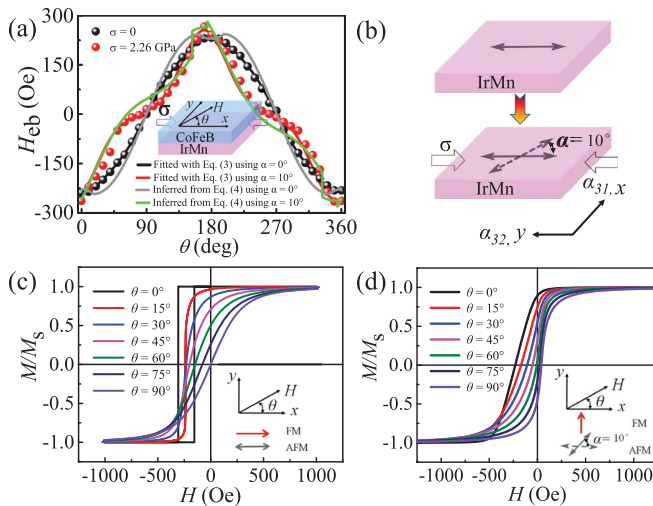 (a)
300
150
0
-150
-300
H_eb (Oe)
σ = 0
σ = 2.26 GPa
y
H
θ
x
σ
CoFeB
IrMn
Fitted with Eq. (3) using α = 0°
Fitted with Eq. (3) using α = 10°
Inferred from Eq. (4) using α = 0°
Inferred from Eq. (4) using α = 10°
0 90 180 270 360
θ (deg)
(b)
IrMn
σ
α = 10°
IrMn
α31, x
α32, y
(c)
1.0
0.5
0.0
-0.5
-1.0
M/Ms
θ = 0°
θ = 15°
θ = 30°
θ = 45°
θ = 60°
θ = 75°
θ = 90°
y
H
θ
x
FM
AFM
-1000 -500 0 500 1000
H (Oe)
(d)
1.0
0.5
0.0
-0.5
-1.0
M/Ms
θ = 0°
θ = 15°
θ = 30°
θ = 45°
θ = 60°
θ = 75°
θ = 90°
y
H
θ
x
FM
α= 10°
AFM
-1000 -500 0 500 1000
H (Oe)